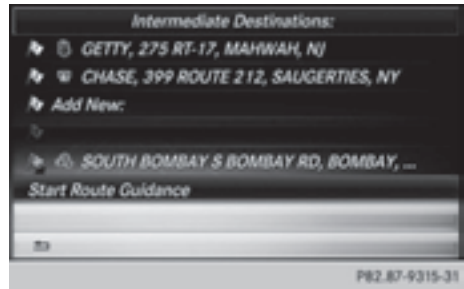 Intermediate Destinations:
GETTY, 275 RT-17, MAHWAH, NJ
CHASE, 399 ROUTE 212, SAUGERTIES, NY
Add New:
SOUTH BOMBAY S BOMBAY RD, BOMBAY, ...
Start Route Guidance
P82.87-9315-31